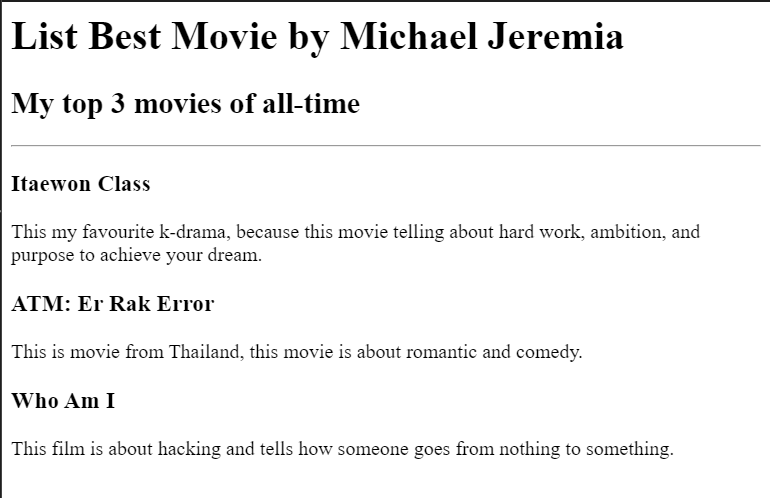 List Best Movie by Michael Jeremia
My top 3 movies of all-time
Itaewon Class
This my favourite k-drama, because this movie telling about hard work, ambition, and
purpose to achieve your dream.
ATM: Er Rak Error
This is movie from Thailand, this movie is about romantic and comedy.
Who Am I
This film is about hacking and tells how someone goes from nothing to something.